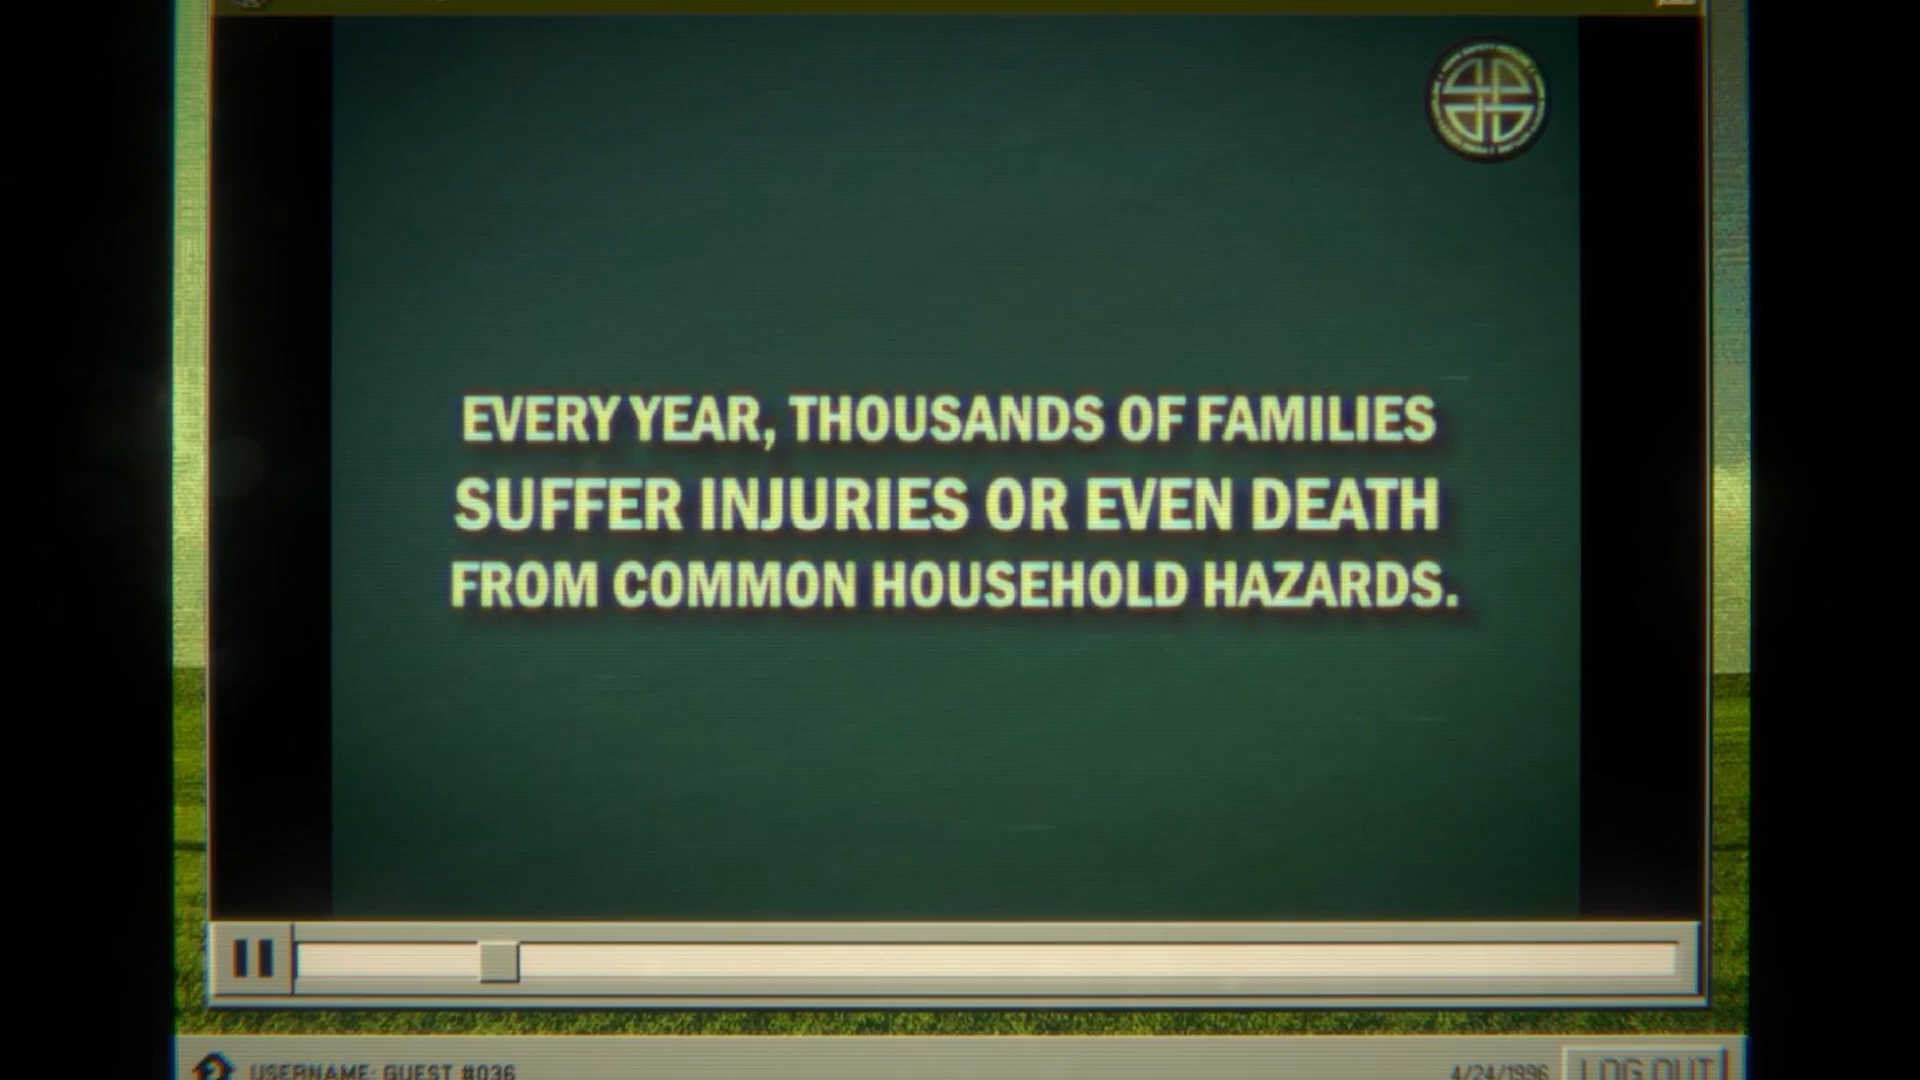 EVERY YEAR, THOUSANDS OF FAMILIES
SUFFER INJURIES OR EVEN DEATH
FROM COMMON HOUSEHOLD HAZARDS.
USERNAME: GUEST #036
4/24/1996
LOG OUT